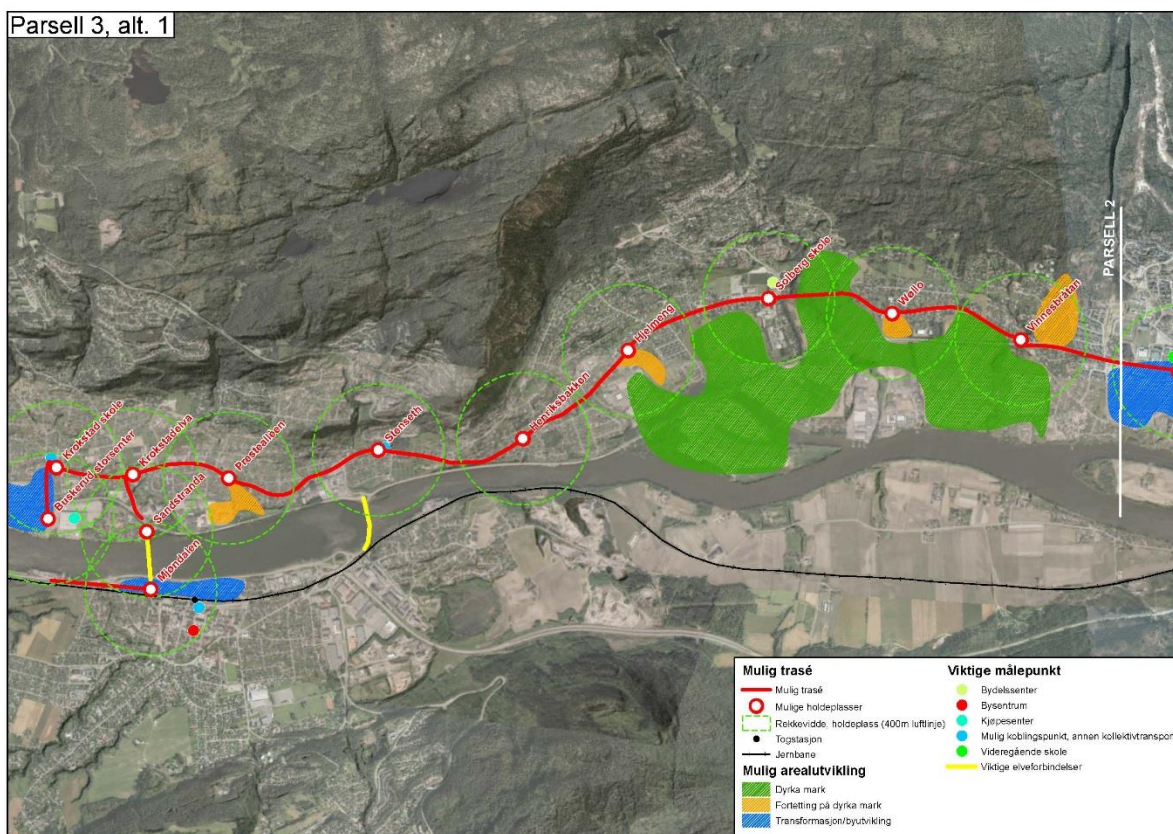 Parsell 3, alt. 1
PARSELL 2
Solberg skole
Wøllo
Vinnesbråtan
Hjelmeng
Henriksbakken
Stenseth
Prestealleen
Krokstadelva
Krokstad skole
Buskerud storsenter
Sandstranda
Mjøndalen
Mulig trasé
Mulig trasé
Mulige holdeplasser
Rekkevidde, holdeplass (400m luftlinje)
Togstasjon
Jernbane
Mulig arealutvikling
Dyrka mark
Fortetting på dyrka mark
Transformasjon/byutvikling
Viktige målepunkt
Bydelssenter
Bysentrum
Kjøpesenter
Mulig koblingspunkt, annen kollektivtransport
Videregående skole
Viktige elveforbindelser